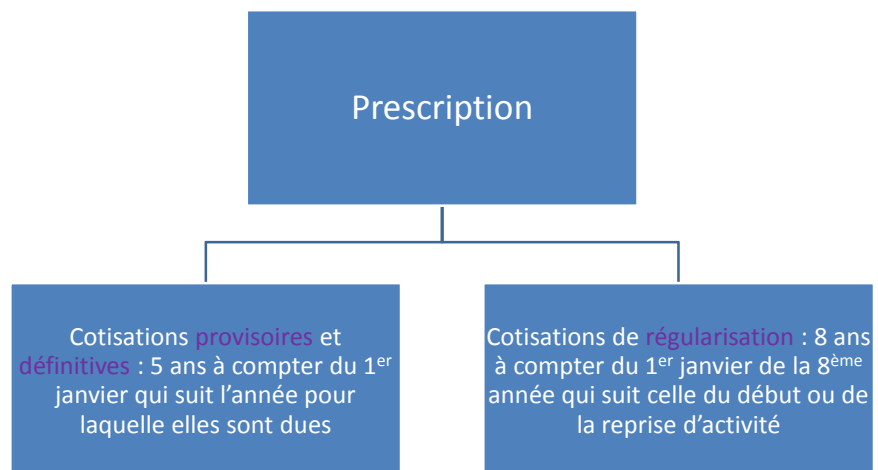 Prescription
Cotisations provisoires et
définitives : 5 ans à compter du 1er
janvier qui suit l’année pour
laquelle elles sont dues
Cotisations de régularisation : 8 ans
à compter du 1er janvier de la 8ème
année qui suit celle du début ou de
la reprise d’activité